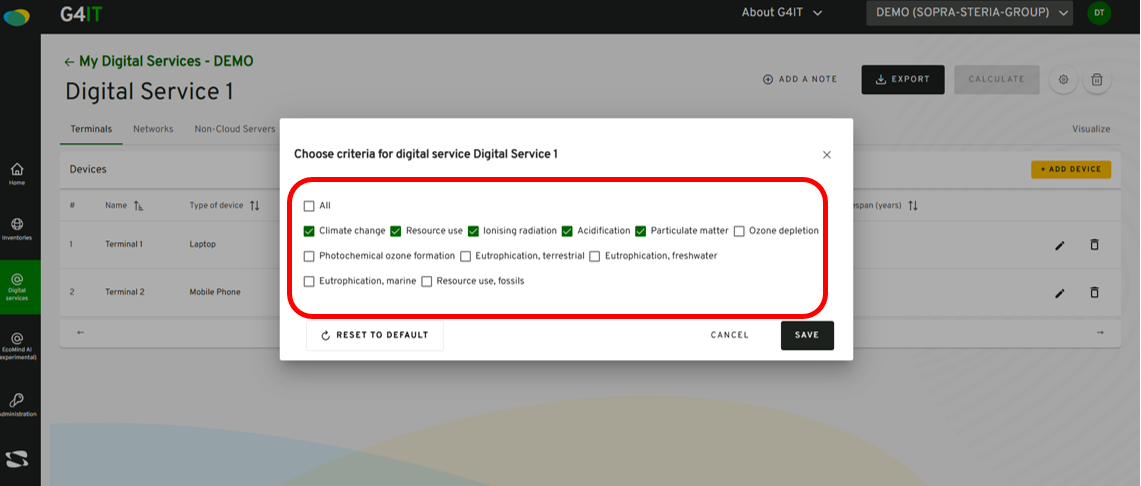 G4IT
About G4IT
DEMO (SOPRA-STERIA-GROUP)
DT
← My Digital Services - DEMO
Digital Service 1
ADD A NOTE
EXPORT
CALCULATE
Terminals Networks Non-Cloud Servers
Visualize
Home
Inventories
Digital
services
EcoMind AI
experimental)
dministration
Devices
+ ADD DEVICE
# Name Type of device
span (years)
1 Terminal 1 Laptop
2 Terminal 2 Mobile Phone
← →
Choose criteria for digital service Digital Service 1
All
Climate change Resource use Ionising radiation Acidification Particulate matter Ozone depletion
Photochemical ozone formation Eutrophication, terrestrial Eutrophication, freshwater
Eutrophication, marine Resource use, fossils
RESET TO DEFAULT
CANCEL
SAVE